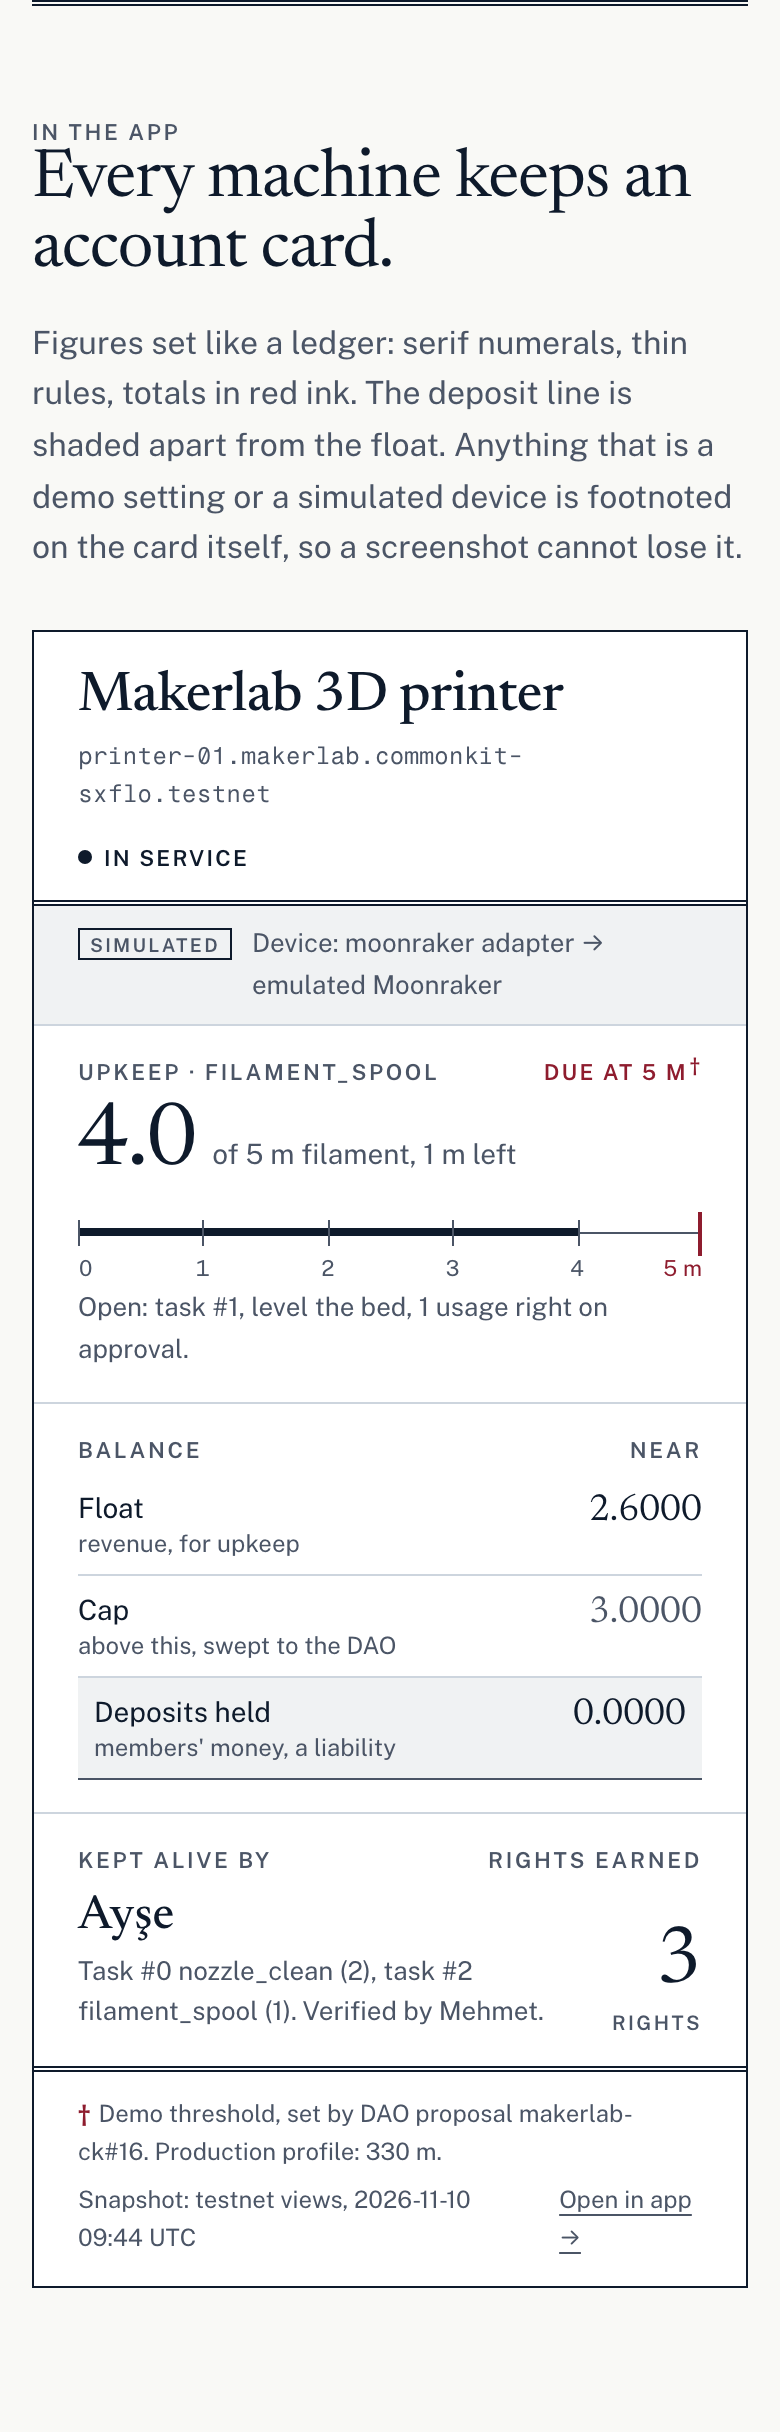 IN THE APP
Every machine keeps an
account card.
Figures set like a ledger: serif numerals, thin
rules, totals in red ink. The deposit line is
shaded apart from the float. Anything that is a
demo setting or a simulated device is footnoted
on the card itself, so a screenshot cannot lose it.
Makerlab 3D printer
printer-01.makerlab.commonkit-
sxflo.testnet
IN SERVICE
SIMULATED Device: moonraker adapter →
emulated Moonraker
UPKEEP · FILAMENT_SPOOL DUE AT 5 M†
4.0 of 5 m filament, 1 m left
0 1 2 3 4 5 m
Open: task #1, level the bed, 1 usage right on
approval.
BALANCE NEAR
Float 2.6000
revenue, for upkeep
Cap 3.0000
above this, swept to the DAO
Deposits held 0.0000
members' money, a liability
KEPT ALIVE BY RIGHTS EARNED
Ayşe
3
Task #0 nozzle_clean (2), task #2
filament_spool (1). Verified by Mehmet.
RIGHTS
† Demo threshold, set by DAO proposal makerlab-
ck#16. Production profile: 330 m.
Snapshot: testnet views, 2026-11-10 Open in app
09:44 UTC →